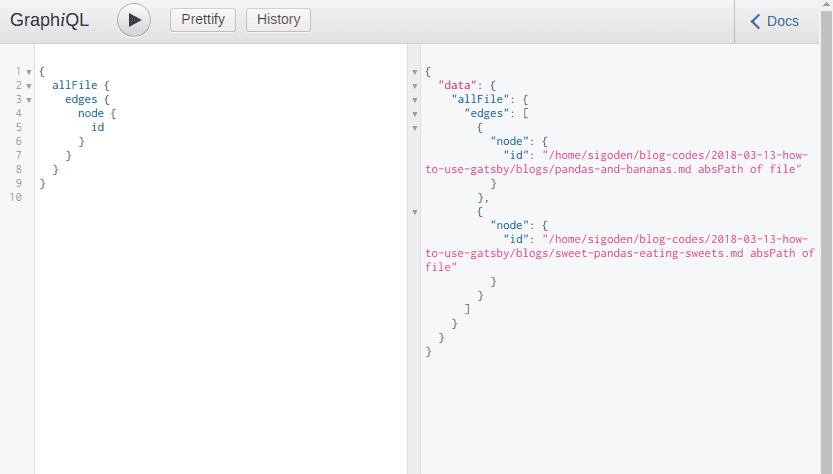 GraphiQL
Prettify
History
Docs
1 {
2 allFile {
3 edges {
4 node {
5 id
6 }
7 }
8 }
9 }
10
{
"data": {
"allFile": {
"edges": [
{
"node": {
"id": "/home/sigoden/blog-codes/2018-03-13-how-
to-use-gatsby/blogs/pandas-and-bananas.md absPath of file"
}
},
{
"node": {
"id": "/home/sigoden/blog-codes/2018-03-13-how-
to-use-gatsby/blogs/sweet-pandas-eating-sweets.md absPath of
file"
}
}
]
}
}
}